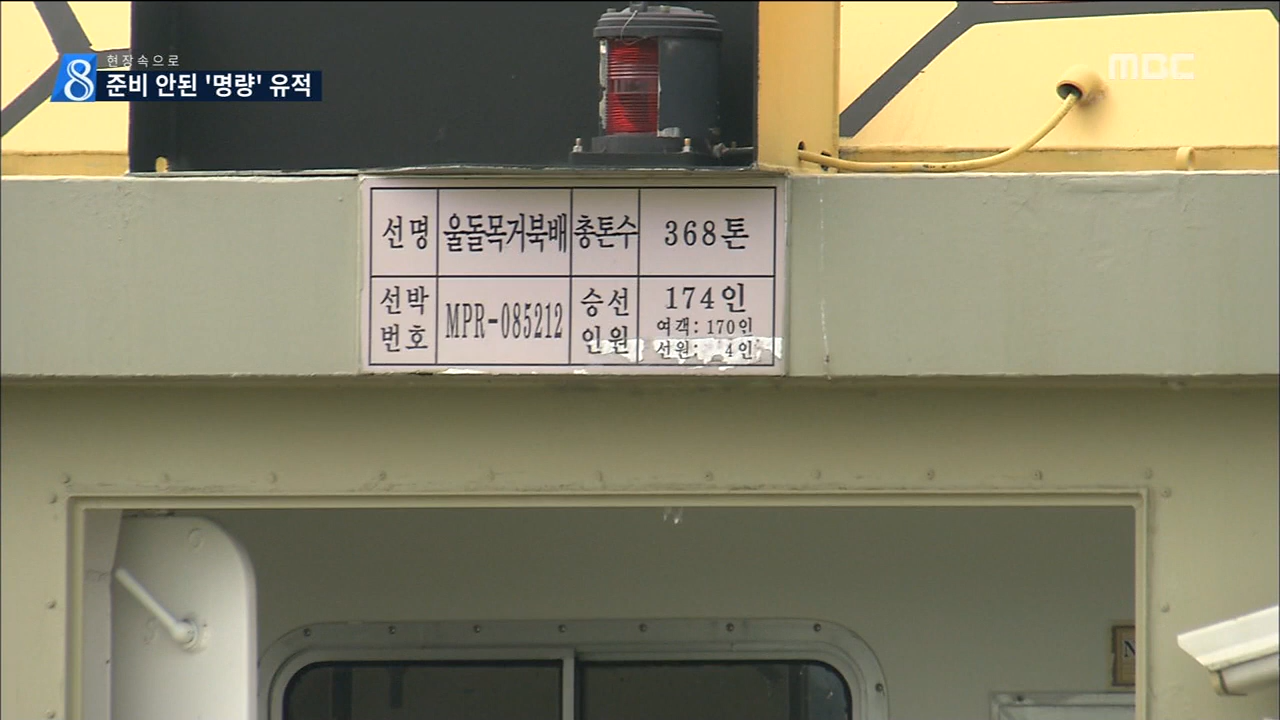 현장속으로
8 준비 안된 '명량' 유적
MBC
선명 울돌목거북배 총톤수 368톤
선박번호 MPR-085212 승선인원 174인
여객: 170인
선원: 4인
N